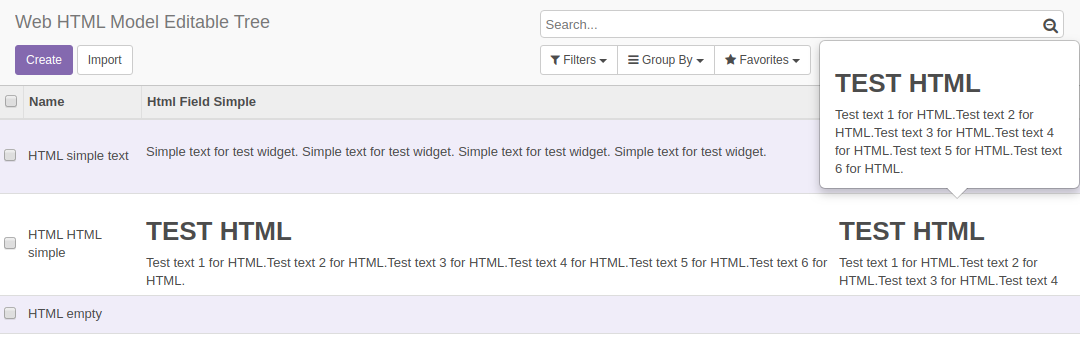 Web HTML Model Editable Tree
Search...
Create
Import
Filters
Group By
Favorites
TEST HTML
Test text 1 for HTML.Test text 2 for
HTML.Test text 3 for HTML.Test text 4
for HTML.Test text 5 for HTML.Test text
6 for HTML.
Name
Html Field Simple
HTML simple text
Simple text for test widget. Simple text for test widget. Simple text for test widget. Simple text for test widget.
HTML HTML
simple
TEST HTML
Test text 1 for HTML.Test text 2 for HTML.Test text 3 for HTML.Test text 4 for HTML.Test text 5 for HTML.Test text 6 for
HTML.
TEST HTML
Test text 1 for HTML.Test text 2 for
HTML.Test text 3 for HTML.Test text 4
HTML empty